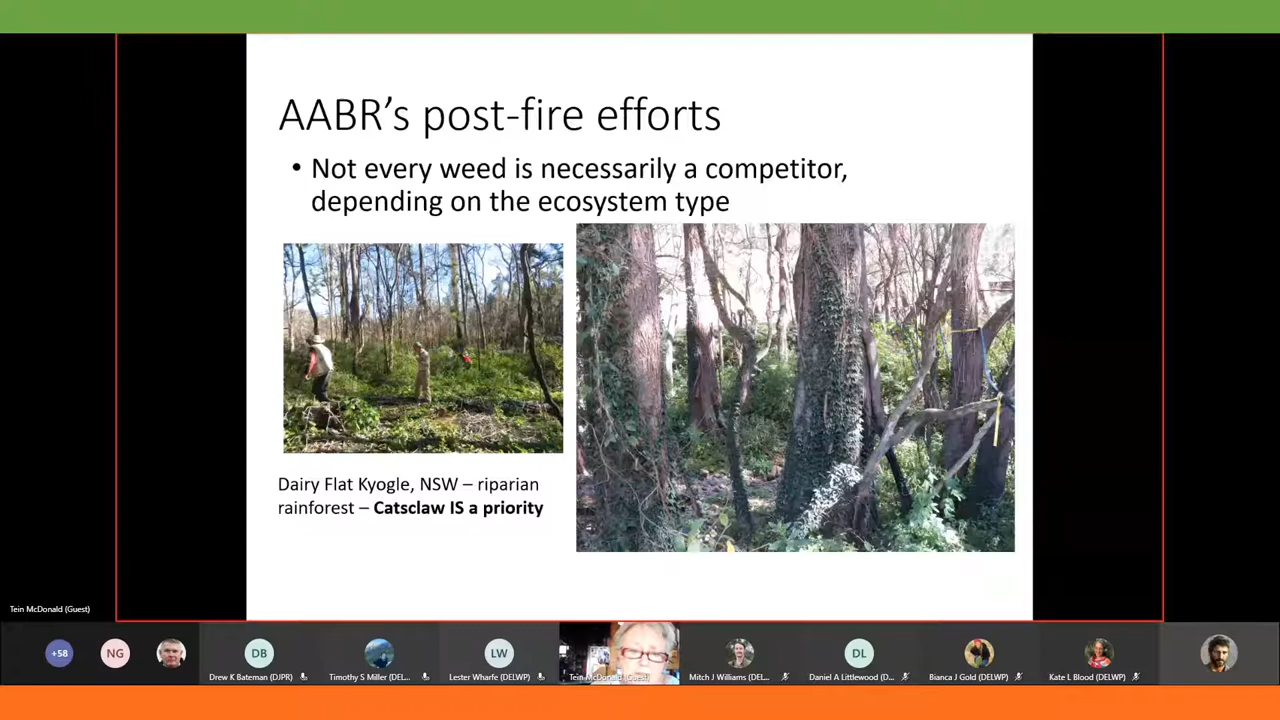 AABR's post-fire efforts
• Not every weed is necessarily a competitor,
depending on the ecosystem type
Dairy Flat Kyogle, NSW – riparian
rainforest – Catsclaw IS a priority
Tein McDonald (Guest)
+58
NG
DB
Drew K Bateman (DJPR)
Timothy S Miller (DEL...
LW
Lester Wharfe (DELWP)
Tein McDonald (Guest)
Mitch J Williams (DEL...
DL
Daniel A Littlewood (D...
Bianca J Gold (DELWP)
Kate L Blood (DELWP)